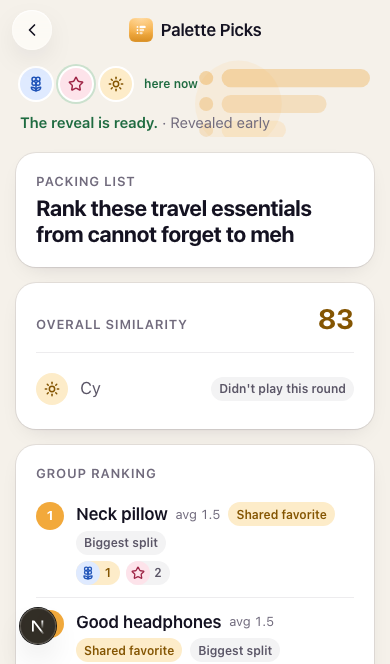 Palette Picks
here now
The reveal is ready. · Revealed early
PACKING LIST
Rank these travel essentials
from cannot forget to meh
OVERALL SIMILARITY
83
Cy
Didn't play this round
GROUP RANKING
1
Neck pillow avg 1.5 Shared favorite
Biggest split
1 2
N
Good headphones avg 1.5
Shared favorite Biggest split